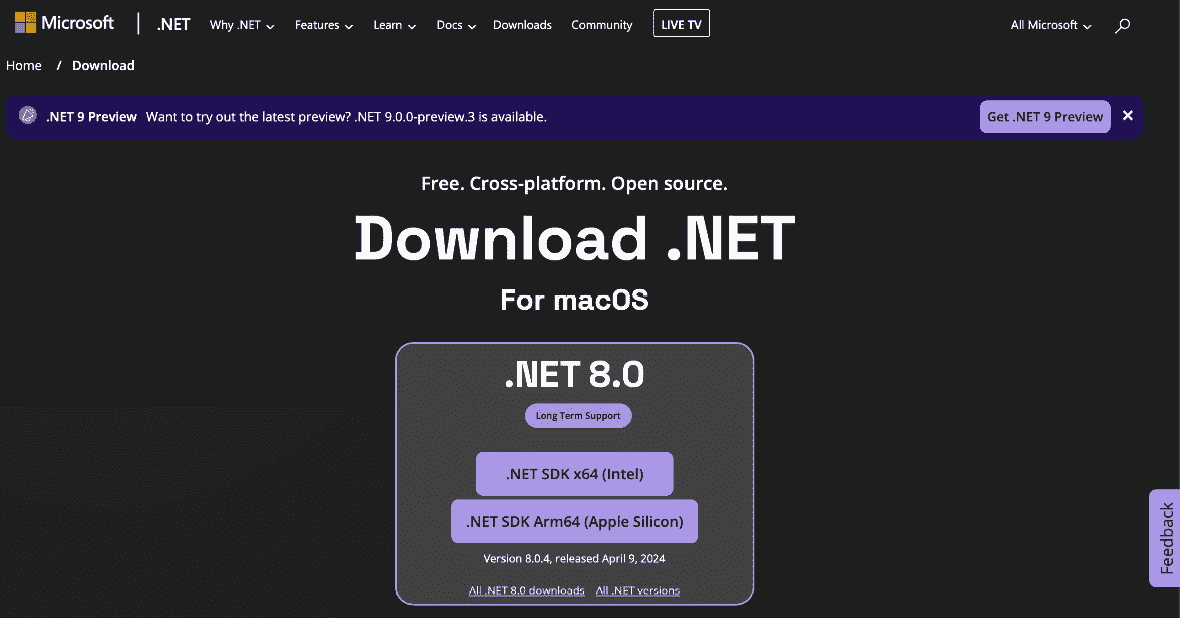 Microsoft | .NET Why .NET Features Learn Docs Downloads Community LIVE TV All Microsoft
Home / Download
.NET 9 Preview Want to try out the latest preview? .NET 9.0.0-preview.3 is available. Get .NET 9 Preview
Free. Cross-platform. Open source.
Download .NET
For macOS
.NET 8.0
Long Term Support
.NET SDK x64 (Intel)
.NET SDK Arm64 (Apple Silicon)
Version 8.0.4, released April 9, 2024
All .NET 8.0 downloads All .NET versions
Feedback